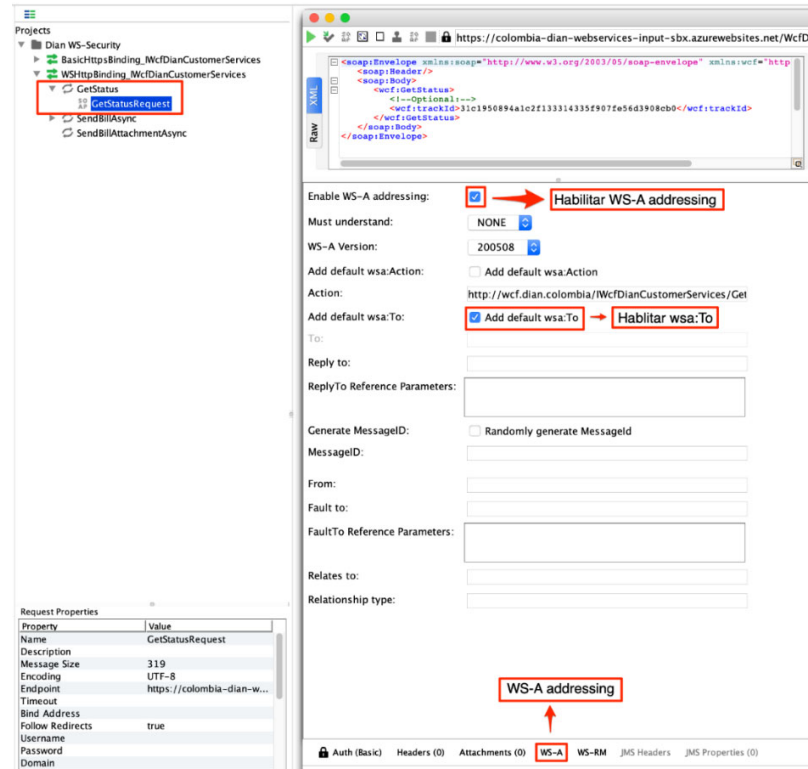 Projects
Dian WS-Security
BasicHttpsBinding_IWcfDianCustomerServices
WSHttpBinding_IWcfDianCustomerServices
GetStatus
GetStatusRequest
SendBillAsync
SendBillAttachmentAsync
Request Properties
Property Value
Name GetStatusRequest
Description
Message Size 319
Encoding UTF-8
Endpoint https://colombia-dian-w...
Timeout
Bind Address
Follow Redirects true
Username
Password
Domain
https://colombia-dian-webservices-input-sbx.azurewebsites.net/WcfD
XML
Raw
<soap:Envelope xmlns:soap="http://www.w3.org/2003/05/soap-envelope" xmlns:wcf="http
<soap:Header/>
<soap:Body>
<wcf:GetStatus>
<!--Optional:-->
<wcf:trackId>31c1950894a1c2f133314335f907fe56d3908cb0</wcf:trackId>
</wcf:GetStatus>
</soap:Body>
</soap:Envelope>
Enable WS-A addressing: Habilitar WS-A addressing
Must understand: NONE
WS-A Version: 200508
Add default wsa:Action: Add default wsa:Action
Action: http://wcf.dian.colombia/IWcfDianCustomerServices/Get
Add default wsa:To: Add default wsa:To Hablitar wsa:To
To:
Reply to:
ReplyTo Reference Parameters:
Generate MessageID: Randomly generate MessageId
MessageID:
From:
Fault to:
FaultTo Reference Parameters:
Relates to:
Relationship type:
WS-A addressing
Auth (Basic) Headers (0) Attachments (0) WS-A WS-RM JMS Headers JMS Properties (0)